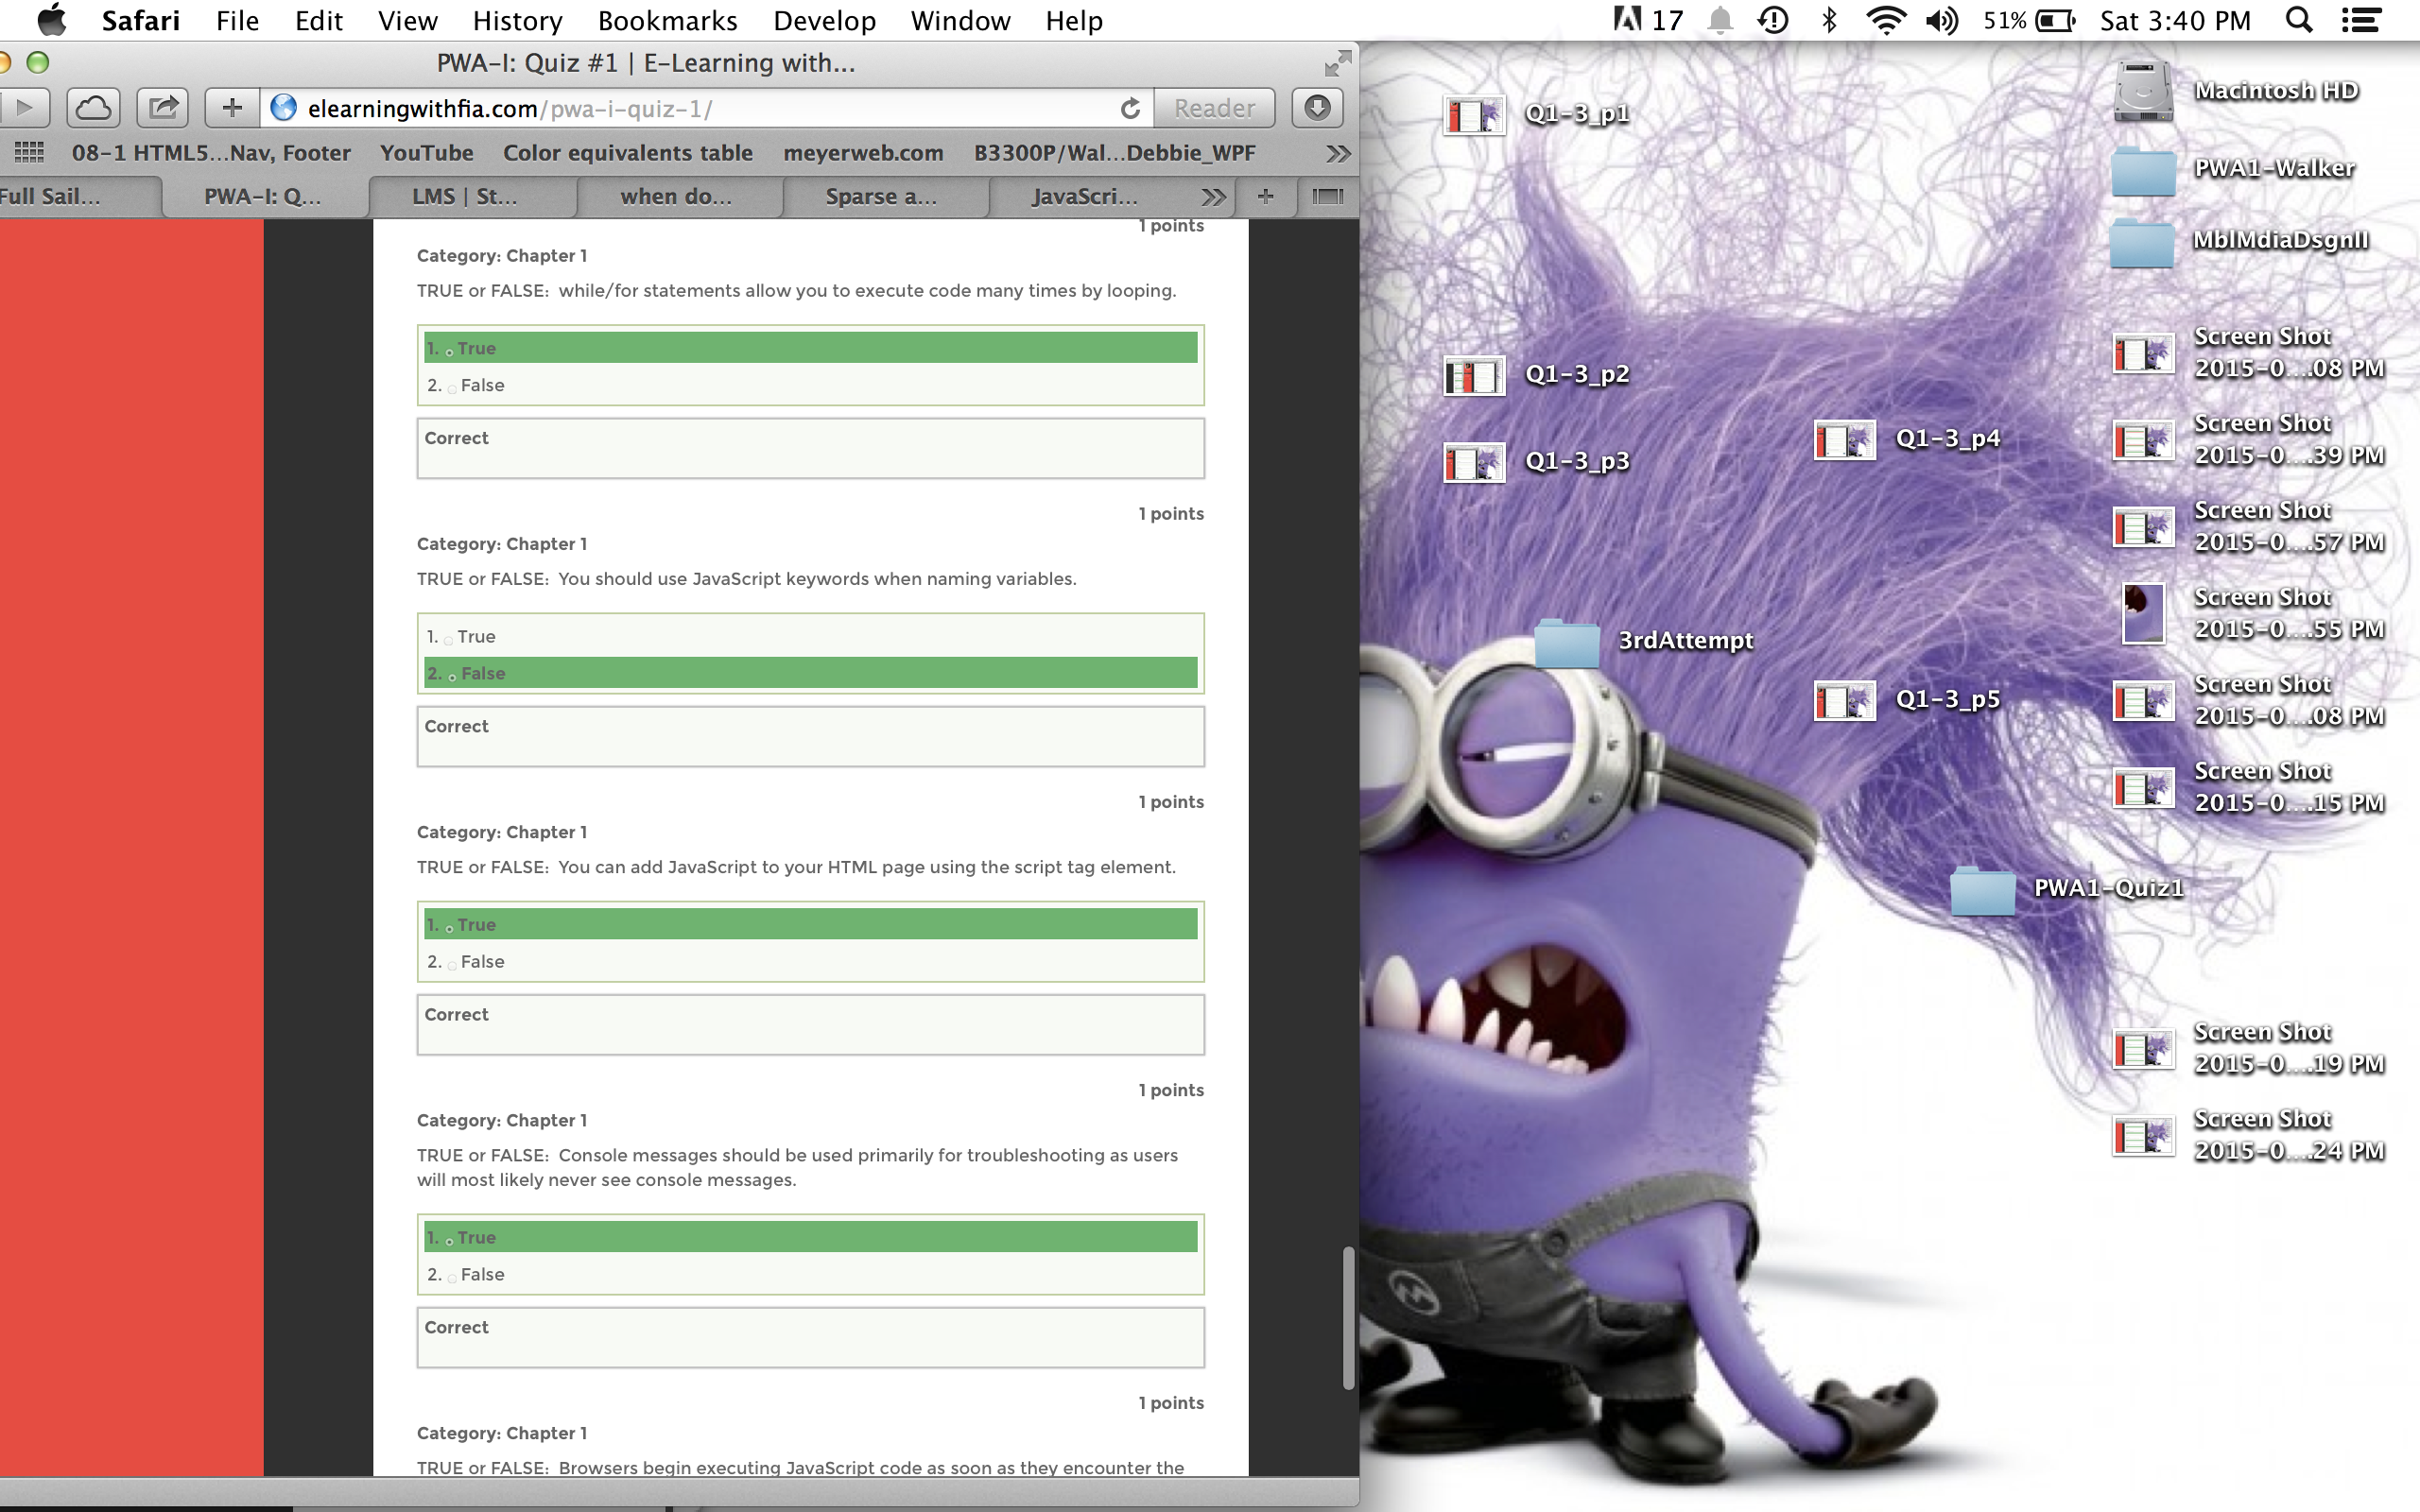 Safari File Edit View History Bookmarks Develop Window Help 17 51% Sat 3:40 PM
PWA-I: Quiz #1 | E-Learning with...
elearningwithfia.com/pwa-i-quiz-1/ Reader
08-1 HTML5...Nav, Footer YouTube Color equivalents table meyerweb.com B3300P/Wal...Debbie_WPF
Full Sail... PWA-I: Q... LMS | St... when do... Sparse a... JavaScri...
1 points
Category: Chapter 1
TRUE or FALSE: while/for statements allow you to execute code many times by looping.
1. True
2. False
Correct
1 points
Category: Chapter 1
TRUE or FALSE: You should use JavaScript keywords when naming variables.
1. True
2. False
Correct
1 points
Category: Chapter 1
TRUE or FALSE: You can add JavaScript to your HTML page using the script tag element.
1. True
2. False
Correct
1 points
Category: Chapter 1
TRUE or FALSE: Console messages should be used primarily for troubleshooting as users
will most likely never see console messages.
1. True
2. False
Correct
1 points
Category: Chapter 1
TRUE or FALSE: Browsers begin executing JavaScript code as soon as they encounter the
Q1-3_p1
Q1-3_p2
Q1-3_p3
3rdAttempt
Q1-3_p4
Q1-3_p5
PWA1-Quiz1
Macintosh HD
PWA1-Walker
MblMdiaDsgnII
Screen Shot
2015-0....08 PM
Screen Shot
2015-0....39 PM
Screen Shot
2015-0....57 PM
Screen Shot
2015-0....55 PM
Screen Shot
2015-0....08 PM
Screen Shot
2015-0....15 PM
Screen Shot
2015-0....19 PM
Screen Shot
2015-0....24 PM